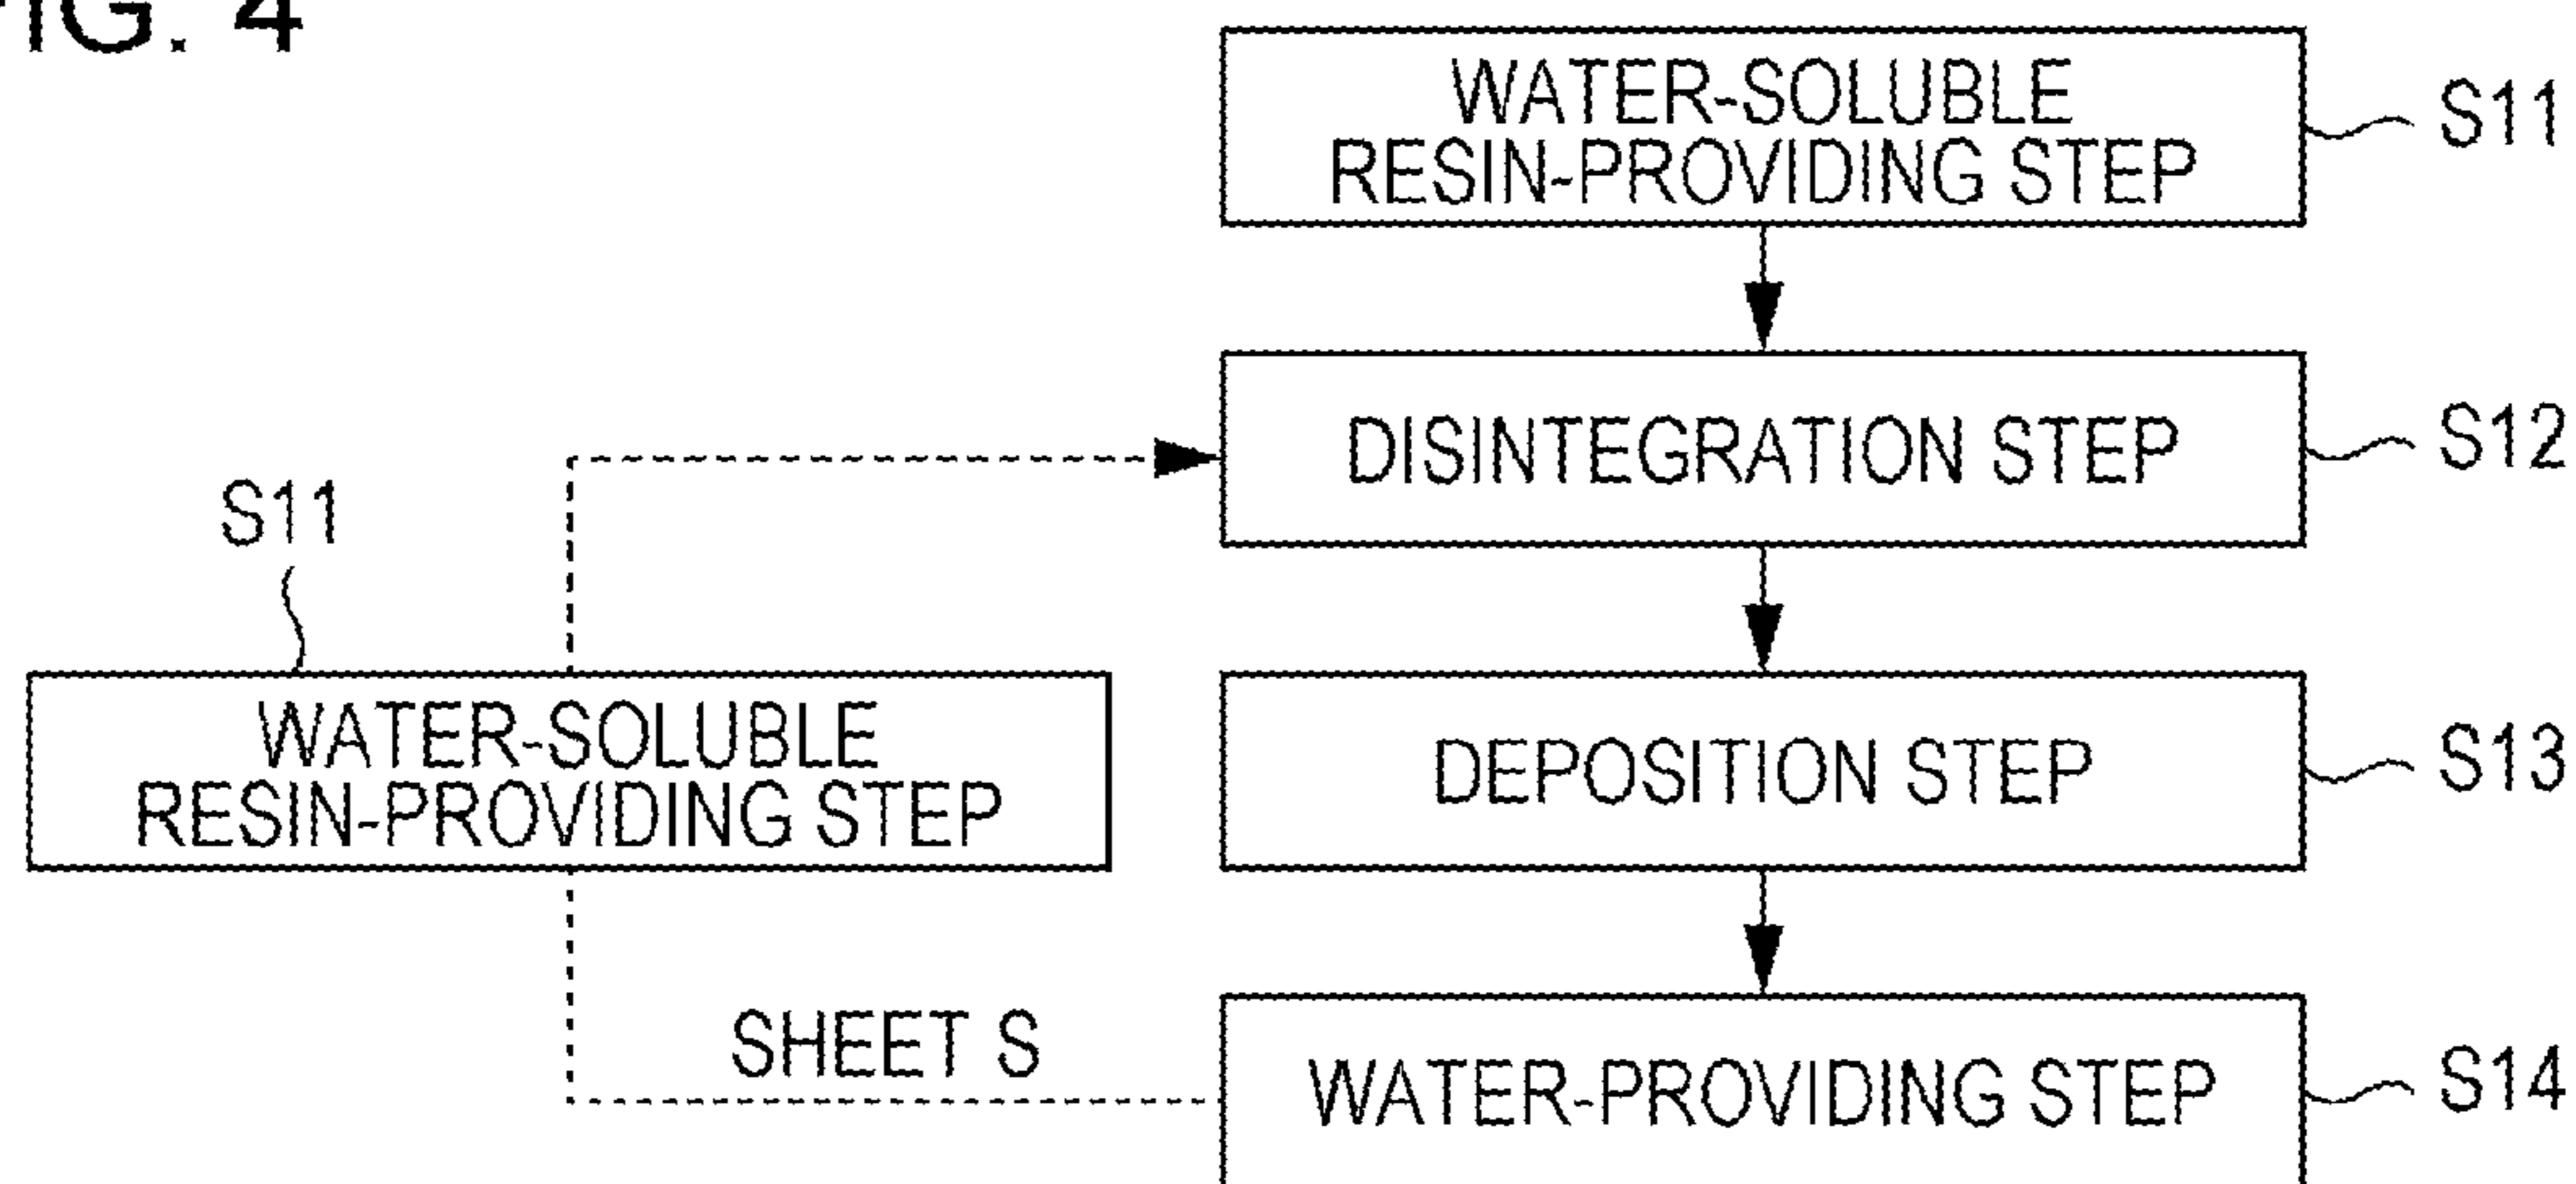 FIG. 4
WATER-SOLUBLE
RESIN-PROVIDING STEP
S11
DISINTEGRATION STEP
S12
S11
WATER-SOLUBLE
RESIN-PROVIDING STEP
DEPOSITION STEP
S13
SHEET S
WATER-PROVIDING STEP
S14